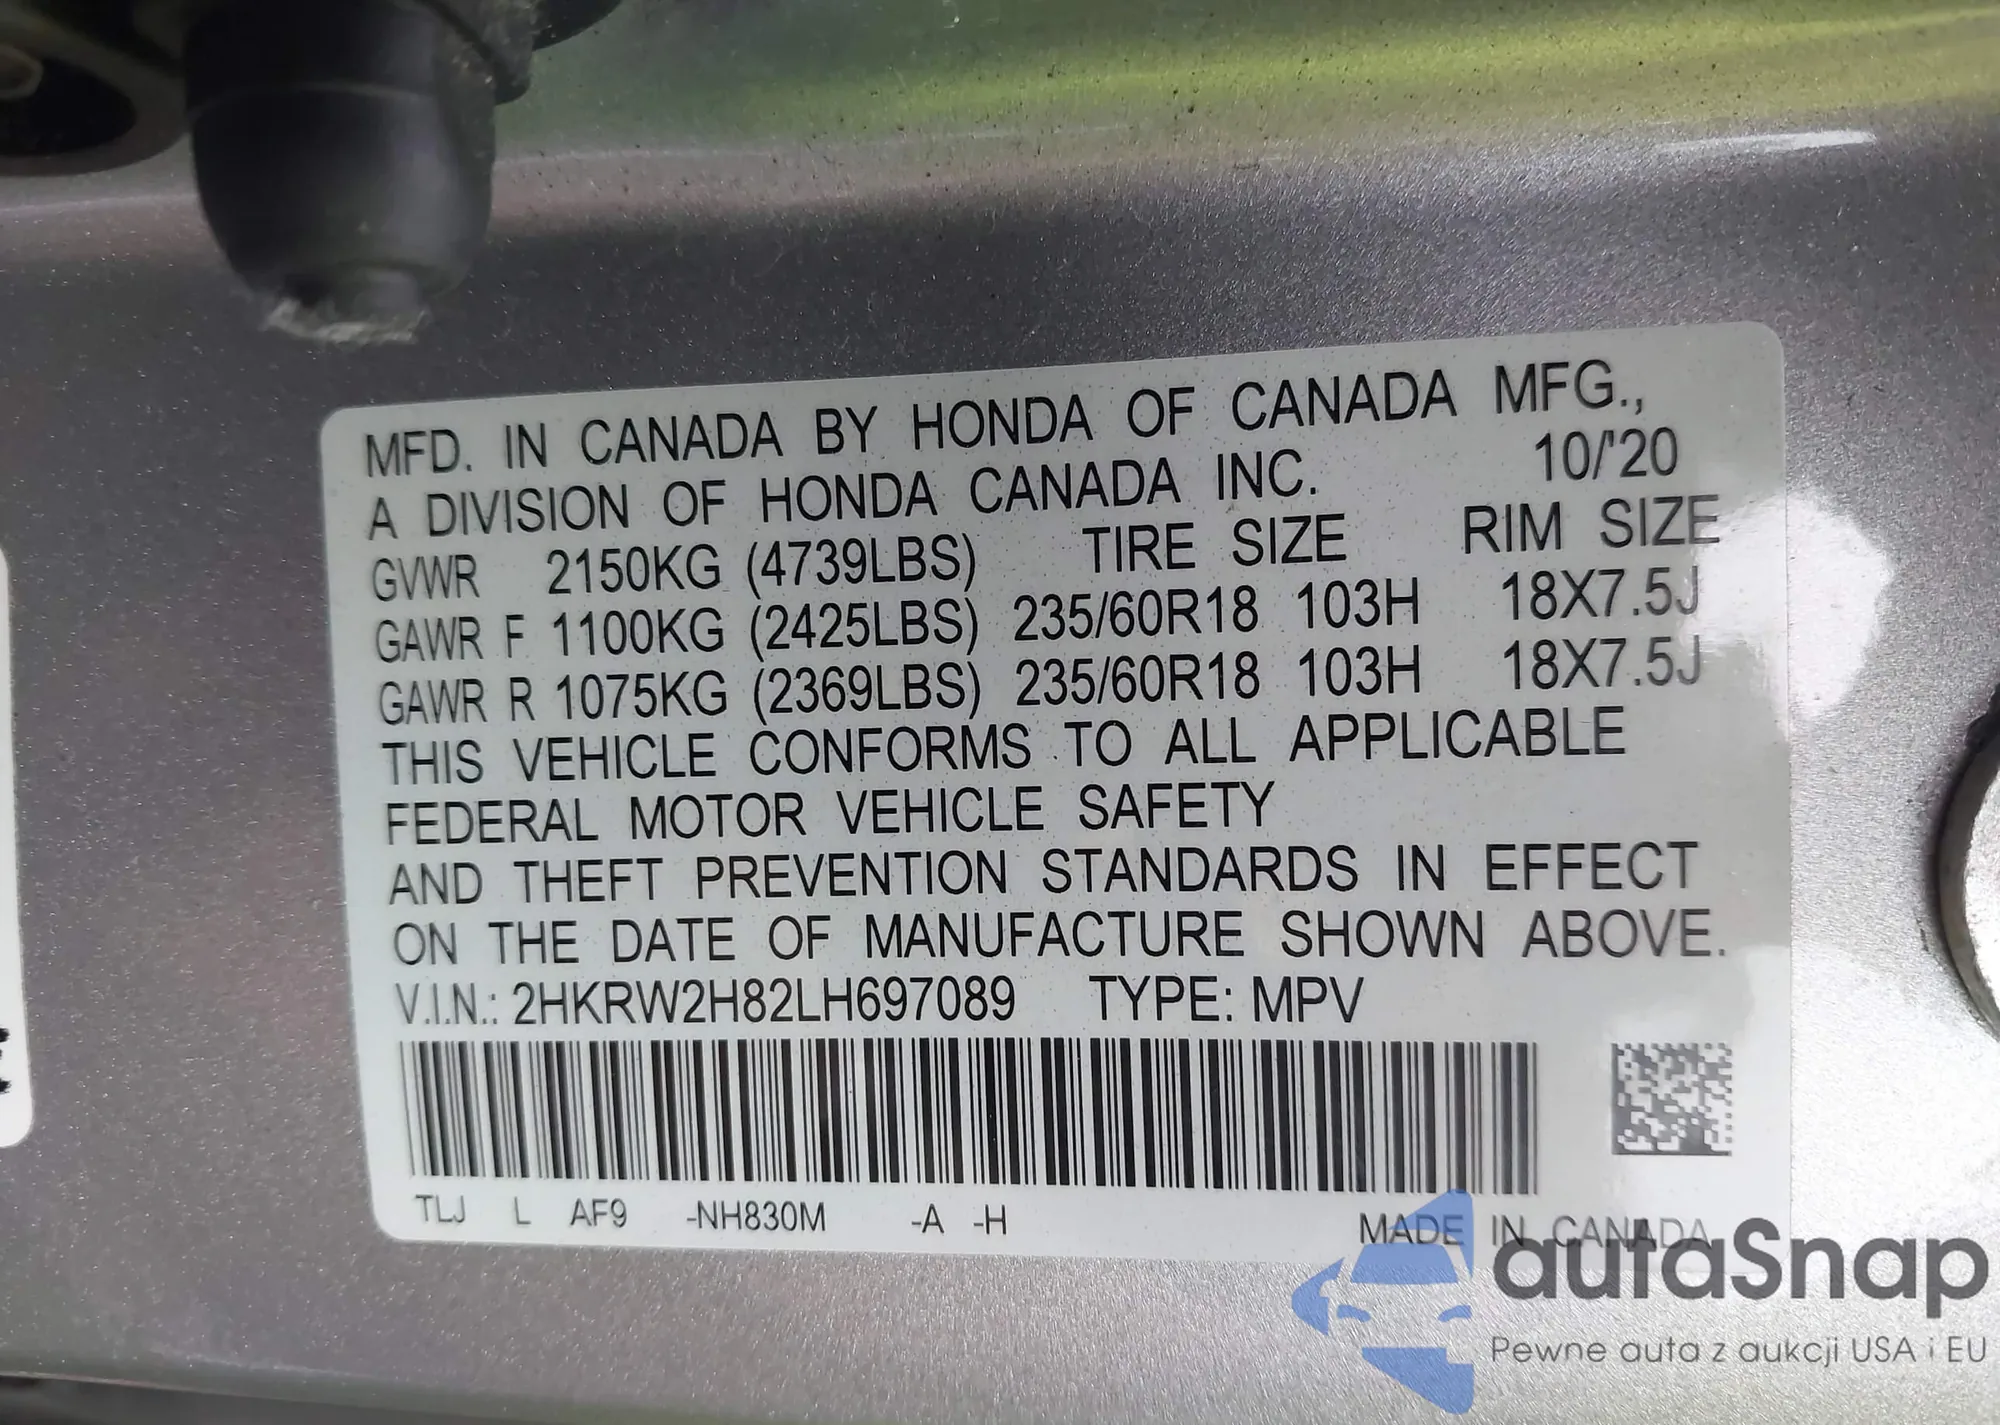 MFD. IN CANADA BY HONDA OF CANADA MFG.,
A DIVISION OF HONDA CANADA INC. 10/'20
GVWR 2150KG (4739LBS) TIRE SIZE RIM SIZE
GAWR F 1100KG (2425LBS) 235/60R18 103H 18X7.5J
GAWR R 1075KG (2369LBS) 235/60R18 103H 18X7.5J
THIS VEHICLE CONFORMS TO ALL APPLICABLE
FEDERAL MOTOR VEHICLE SAFETY
AND THEFT PREVENTION STANDARDS IN EFFECT
ON THE DATE OF MANUFACTURE SHOWN ABOVE.
V.I.N.: 2HKRW2H82LH697089 TYPE: MPV
TLJ L AF9 -NH830M -A -H MADE IN CANADA
autaSnap
Pewne auta z aukcji USA i EU